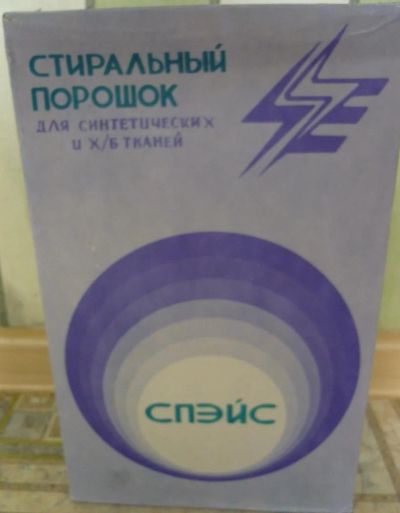 СТИРАЛЬНЫЙ
ПОРОШОК
ДЛЯ СИНТЕТИЧЕСКИХ
И Х/Б ТКАНЕЙ
СПЭЙС